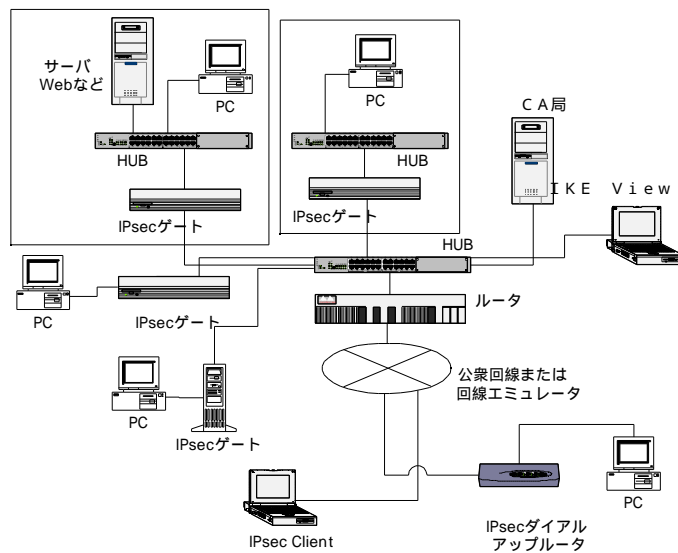 サーバ
Webなど
PC
HUB
IPsecゲート
PC
HUB
IPsecゲート
ＣＡ局
ＩＫＥ　Ｖｉｅｗ
HUB
PC
IPsecゲート
ルータ
PC
IPsecゲート
公衆回線または
回線エミュレータ
IPsec Client
IPsecダイアル
アップルータ
PC